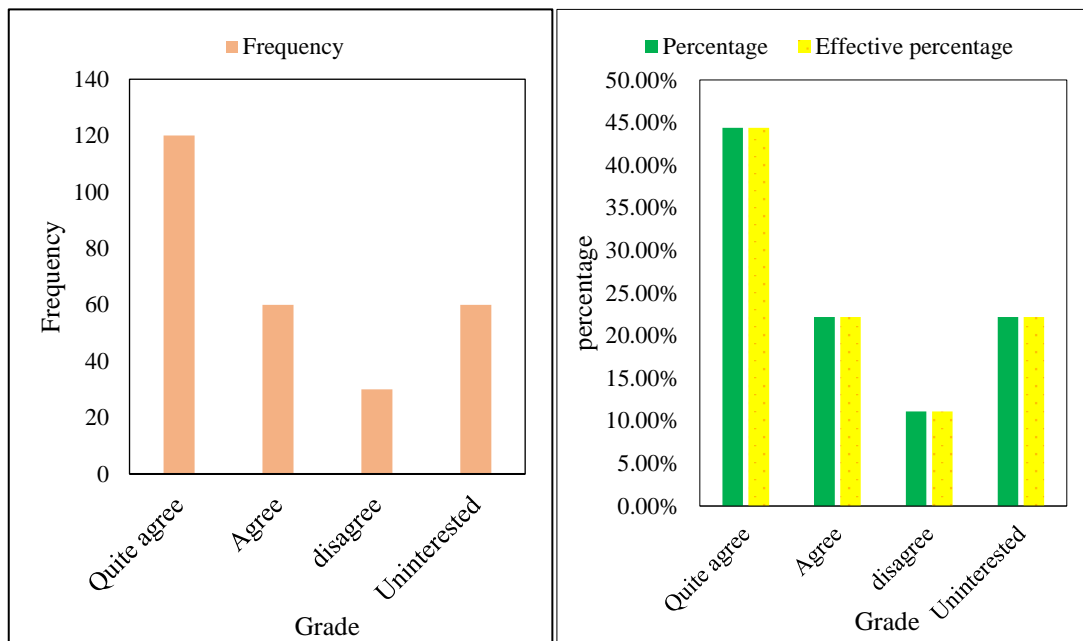 Frequency
140
120
100
80
60
40
20
0
Frequency
Quite agree
Agree
disagree
Uninterested
Grade
Percentage
Effective percentage
50.00%
45.00%
40.00%
35.00%
30.00%
25.00%
20.00%
15.00%
10.00%
5.00%
0.00%
percentage
Quite agree
Agree
disagree
Uninterested
Grade